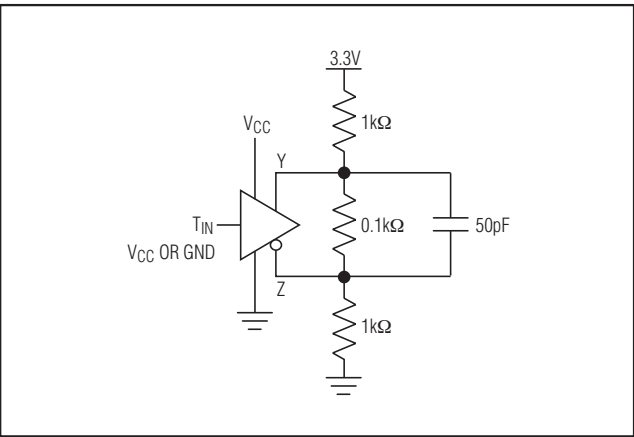 3.3V
1kΩ
VCC
Y
TIN
0.1kΩ
50pF
VCC OR GND
Z
1kΩ